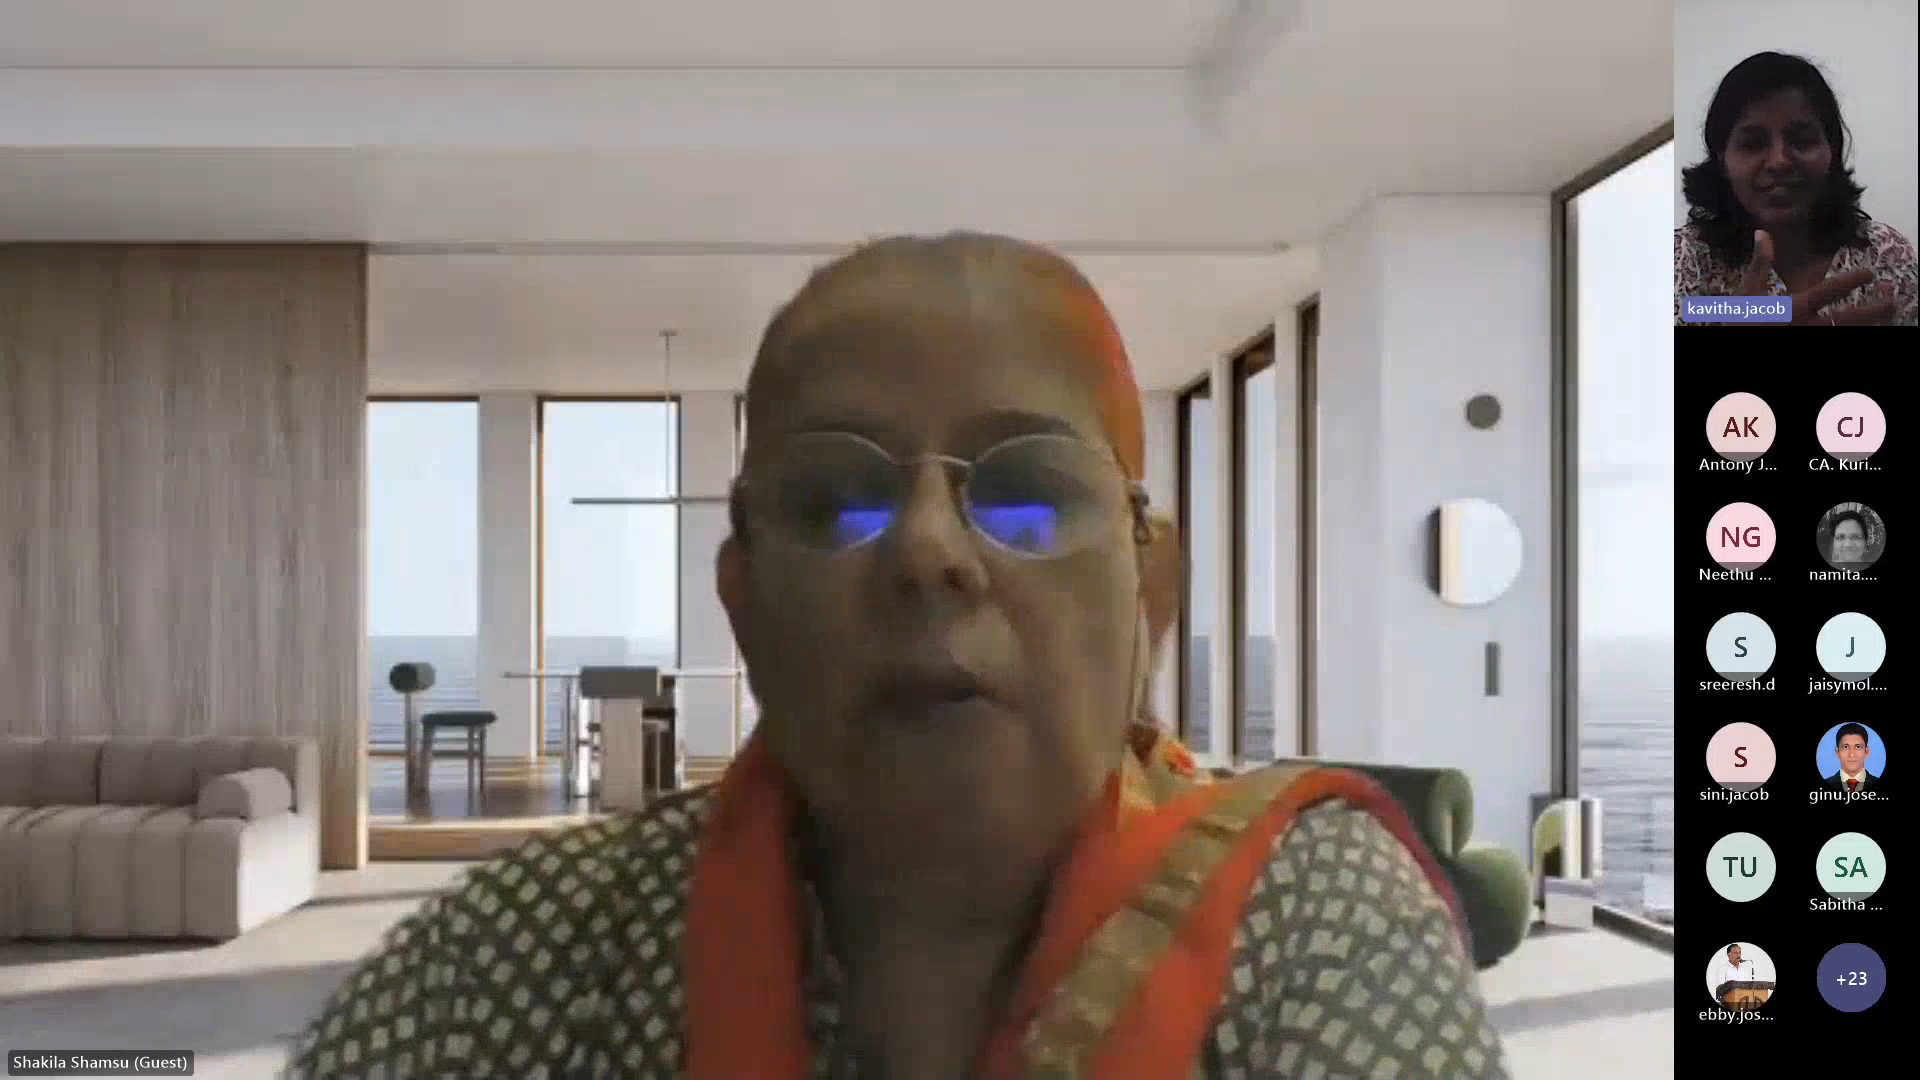 kavitha.jacob
AK
CJ
Antony J...
CA. Kuri...
NG
Neethu ...
namita....
S
J
sreeresh.d
jaisymol....
S
sini.jacob
ginu.jose...
TU
SA
Sabitha ...
+23
ebby.jos...
Shakila Shamsu (Guest)